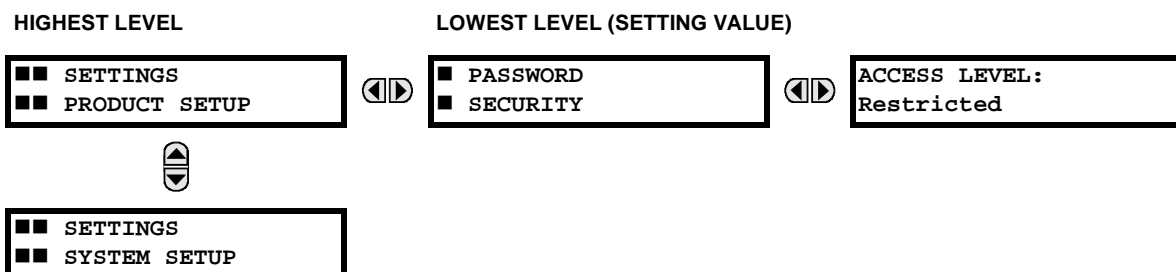 HIGHEST LEVEL
LOWEST LEVEL (SETTING VALUE)
■■ SETTINGS
■■ PRODUCT SETUP
■ PASSWORD
■ SECURITY
ACCESS LEVEL:
Restricted
■■ SETTINGS
■■ SYSTEM SETUP